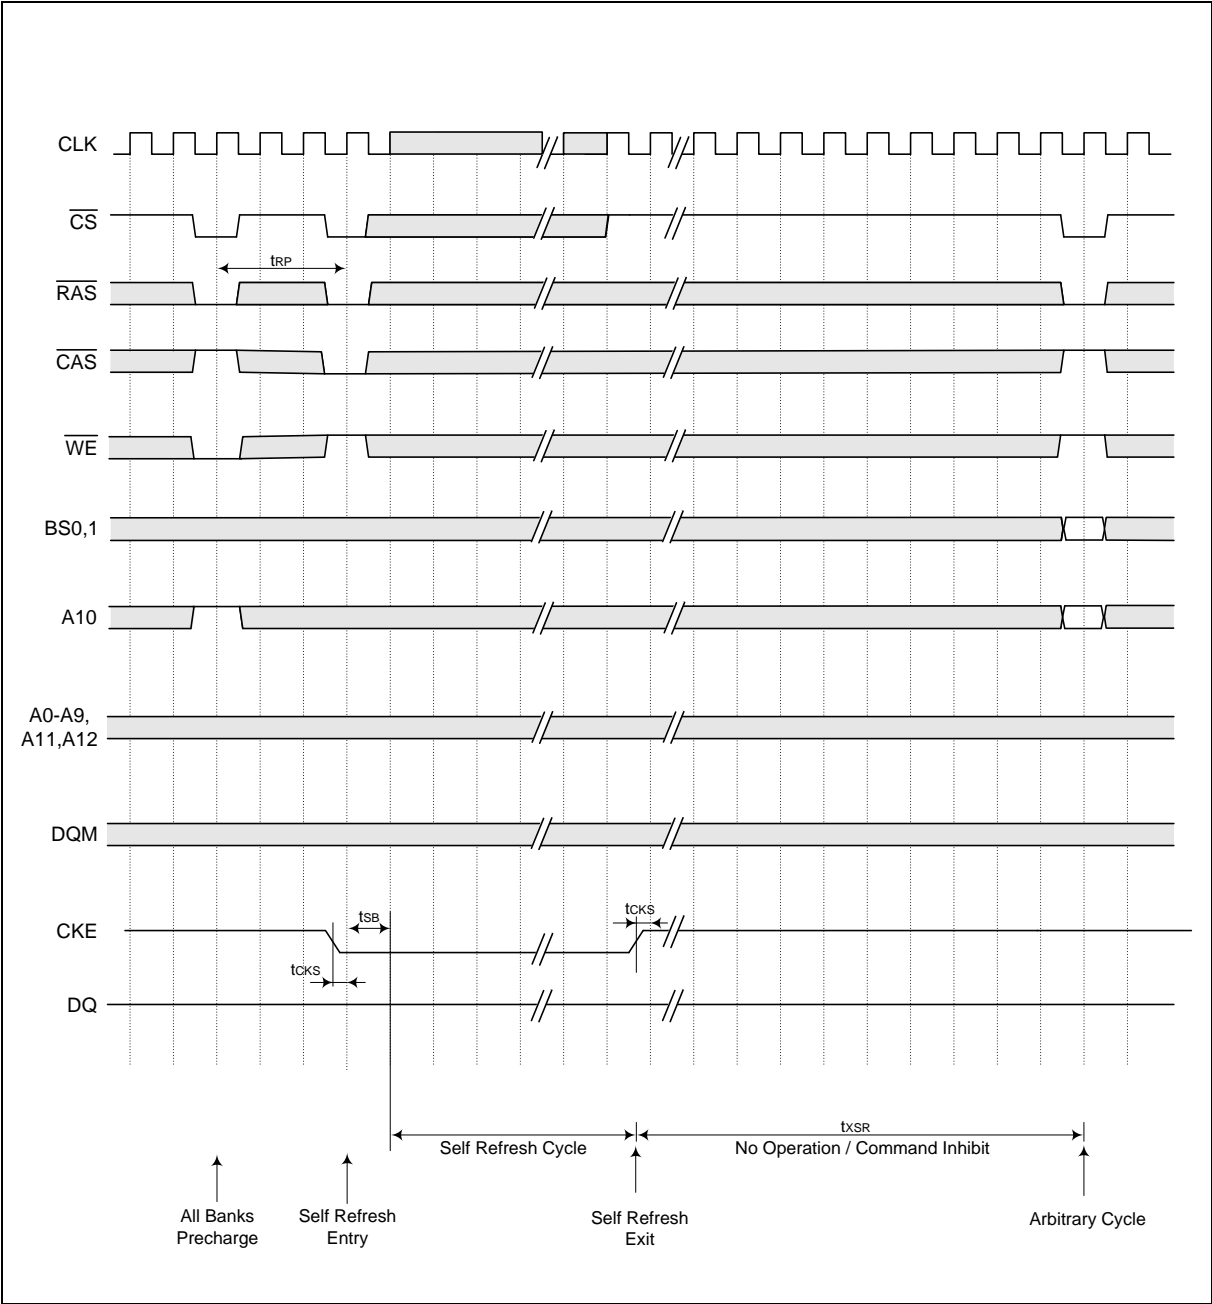 CLK
CS
tRP
RAS
CAS
WE
BS0,1
A10
A0-A9,
A11,A12
DQM
tSB
tCKS
CKE
tCKS
DQ
tXSR
Self Refresh Cycle
No Operation / Command Inhibit
All Banks
Precharge
Self Refresh
Entry
Self Refresh
Exit
Arbitrary Cycle